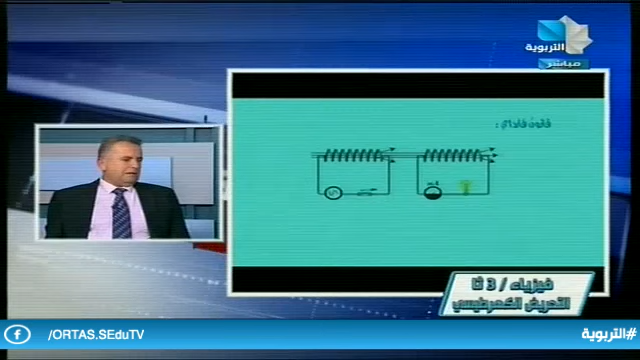 التربوية
مباشر
قانون فاراداي :
فيزياء / 3 ثا
التحريض الكهرطيسي
/ORTAS.SEduTV
#التربوية